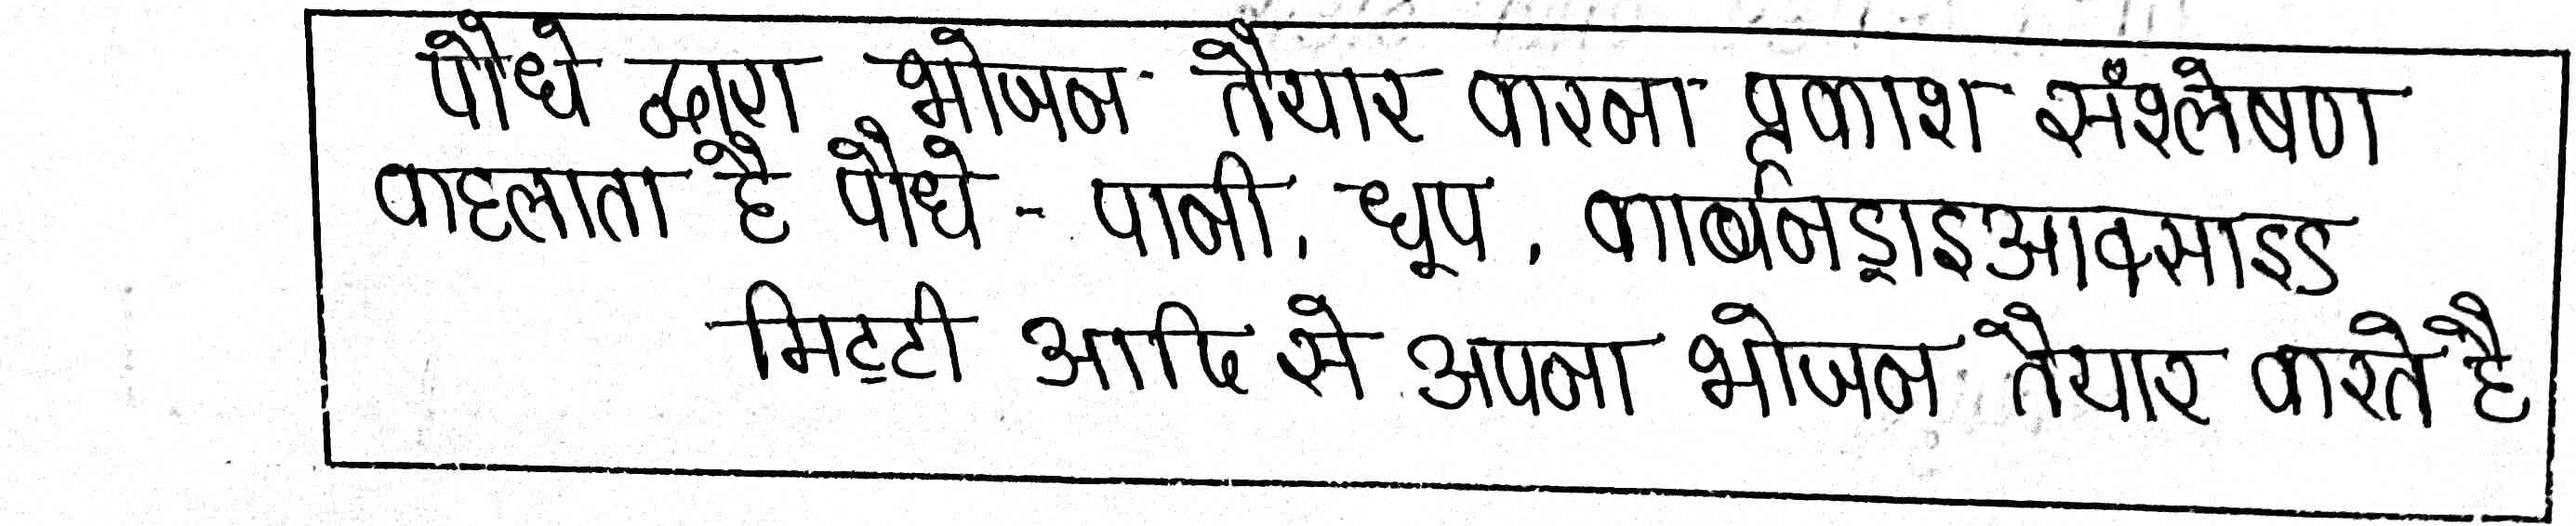 पौधे द्वारा भोजन तैयार करना प्रकाश संश्लेषण
कहलाता है पौधे - पानी, धूप, कार्बनडाइआक्साइड
मिट्टी आदि से अपना भोजन तैयार करते है